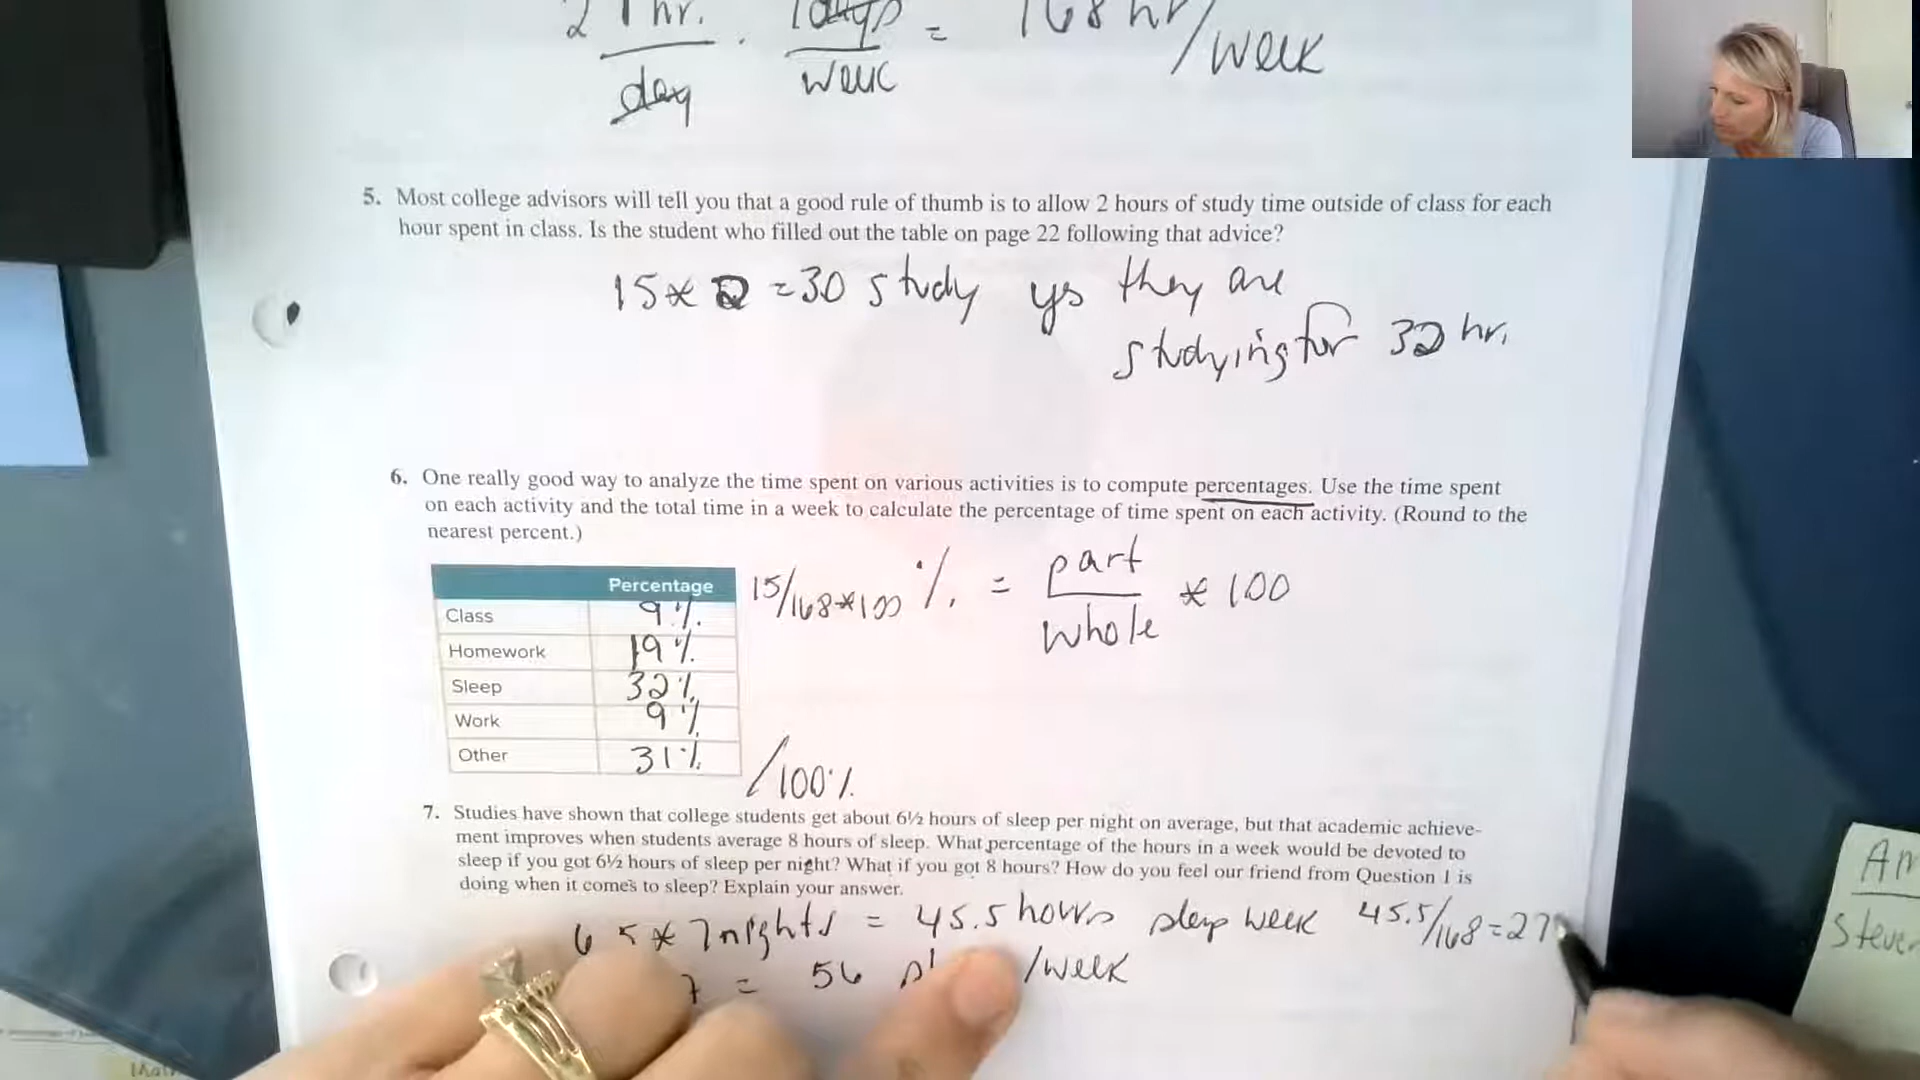 hr. · 7 days = 168 hr/week
day week
5. Most college advisors will tell you that a good rule of thumb is to allow 2 hours of study time outside of class for each
hour spent in class. Is the student who filled out the table on page 22 following that advice?
15 * 2 = 30 study yes they are
studying for 32 hr.
6. One really good way to analyze the time spent on various activities is to compute percentages. Use the time spent
on each activity and the total time in a week to calculate the percentage of time spent on each activity. (Round to the
nearest percent.)
Percentage
Class 9%
Homework 19%
Sleep 32%
Work 9%
Other 31%
15/168*100 % = part
whole * 100
/100%
7. Studies have shown that college students get about 6½ hours of sleep per night on average, but that academic achieve-
ment improves when students average 8 hours of sleep. What percentage of the hours in a week would be devoted to
sleep if you got 6½ hours of sleep per night? What if you got 8 hours? How do you feel our friend from Question 1 is
doing when it comes to sleep? Explain your answer.
6 5 * 7 nights = 45.5 hours sleep week 45.5/168=27
7 = 56 /week